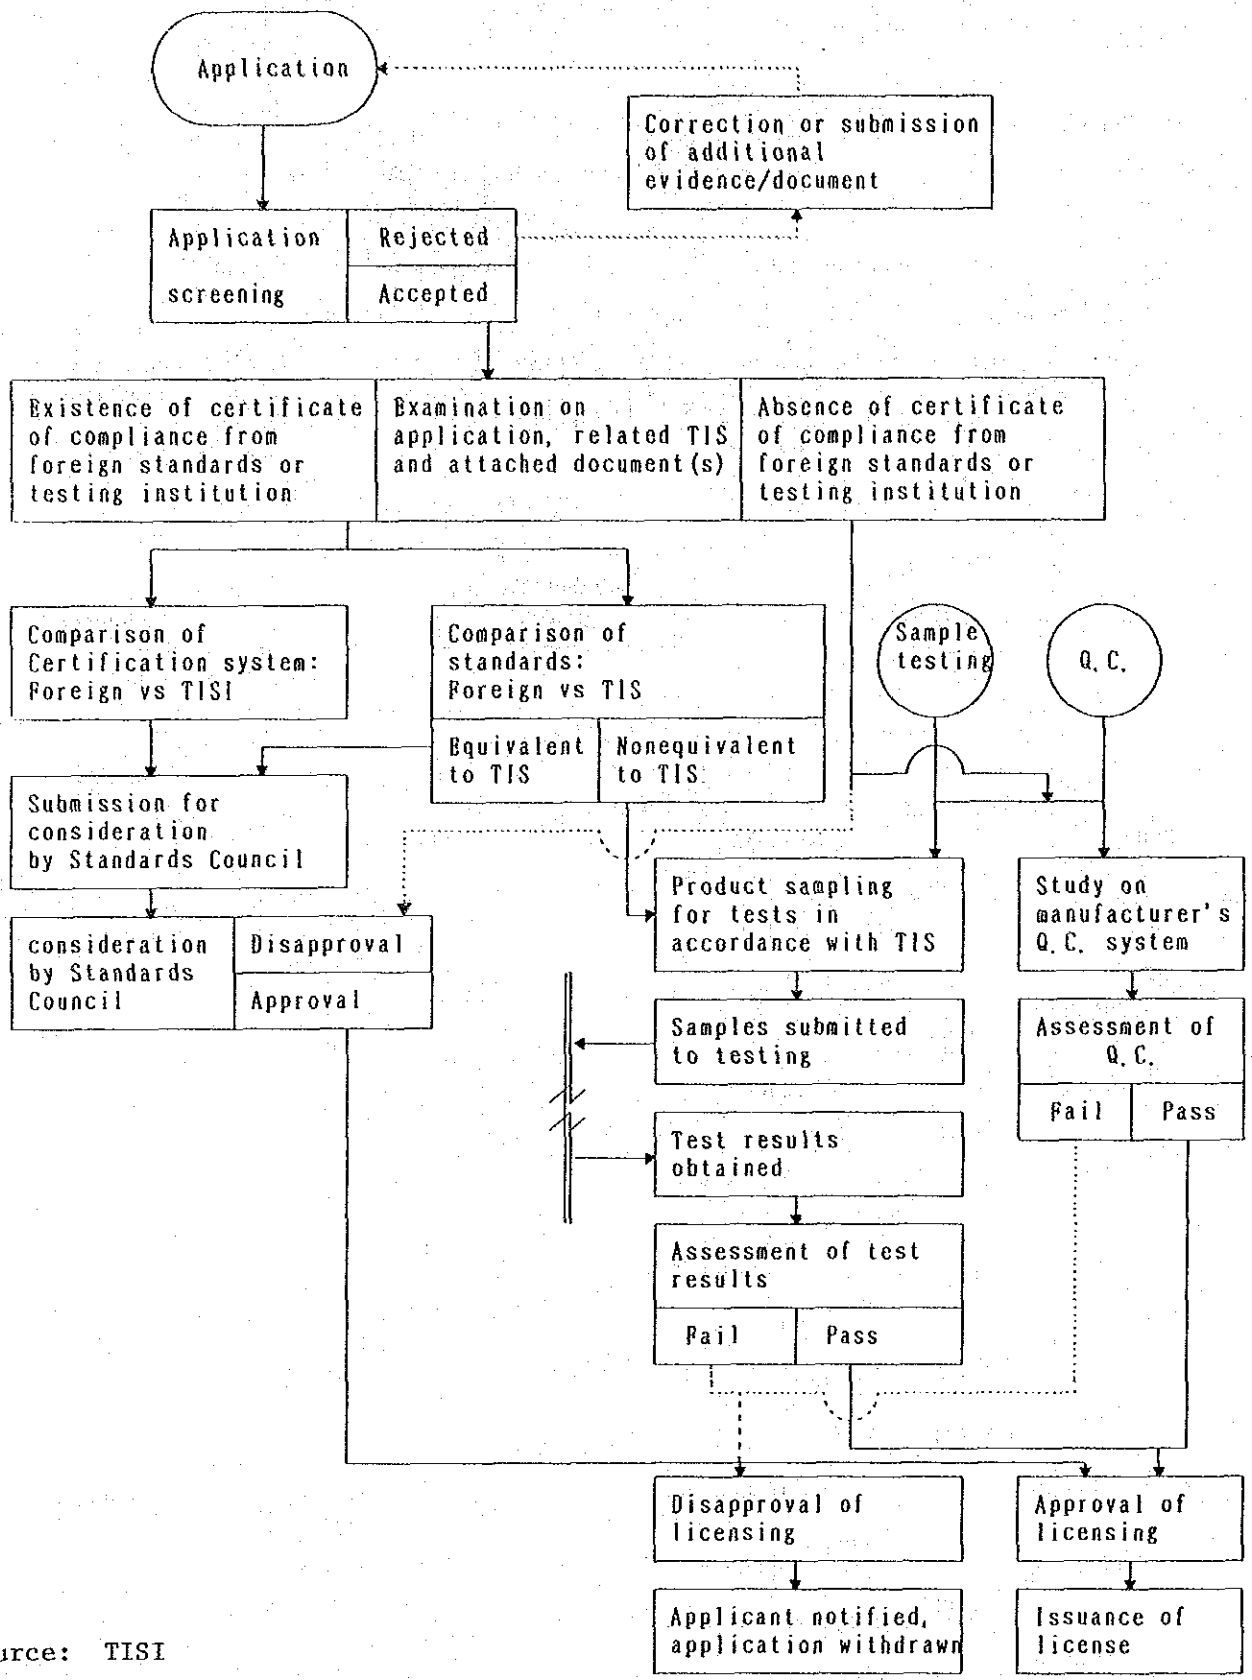 Application
Correction or submission
of additional
evidence/document
Application
screening
Rejected
Accepted
Existence of certificate
of compliance from
foreign standards or
testing institution
Examination on
application, related TIS
and attached document(s)
Absence of certificate
of compliance from
foreign standards or
testing institution
Comparison of
Certification system:
Foreign vs TISI
Comparison of
standards:
Foreign vs TIS
Equivalent
to TIS
Nonequivalent
to TIS
Sample
testing
Q.C.
Submission for
consideration
by Standards Council
consideration
by Standards
Council
Disapproval
Approval
Product sampling
for tests in
accordance with TIS
Study on
manufacturer's
Q.C. system
Samples submitted
to testing
Assessment of
Q.C.
Fail
Pass
Test results
obtained
Assessment of test
results
Fail
Pass
Disapproval of
licensing
Approval of
licensing
Applicant notified,
application withdrawn
Issuance of
license
urce: TISI